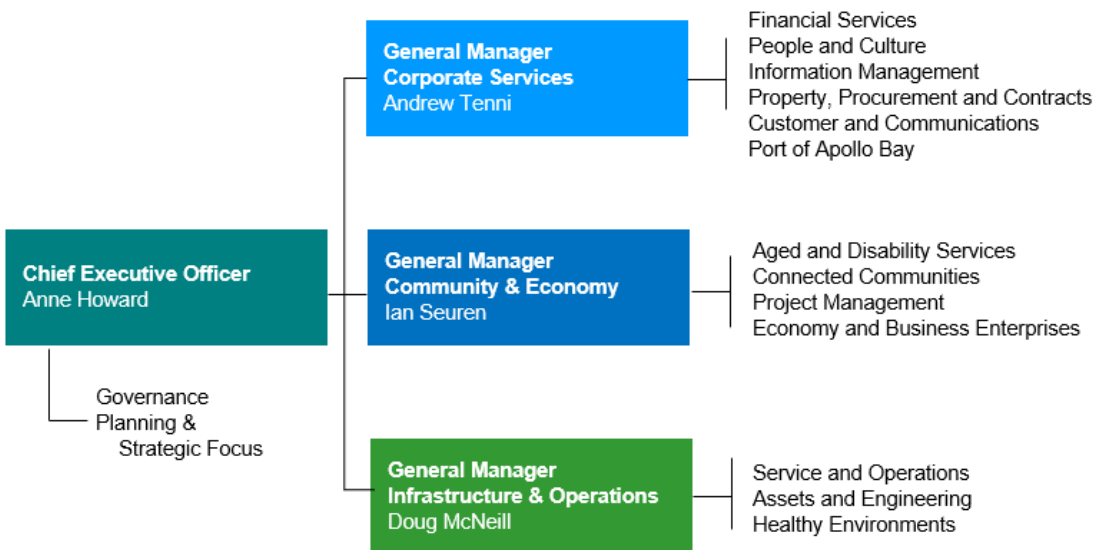 Chief Executive Officer
Anne Howard
Governance
Planning &
Strategic Focus
General Manager
Corporate Services
Andrew Tenni
Financial Services
People and Culture
Information Management
Property, Procurement and Contracts
Customer and Communications
Port of Apollo Bay
General Manager
Community & Economy
Ian Seuren
Aged and Disability Services
Connected Communities
Project Management
Economy and Business Enterprises
General Manager
Infrastructure & Operations
Doug McNeill
Service and Operations
Assets and Engineering
Healthy Environments